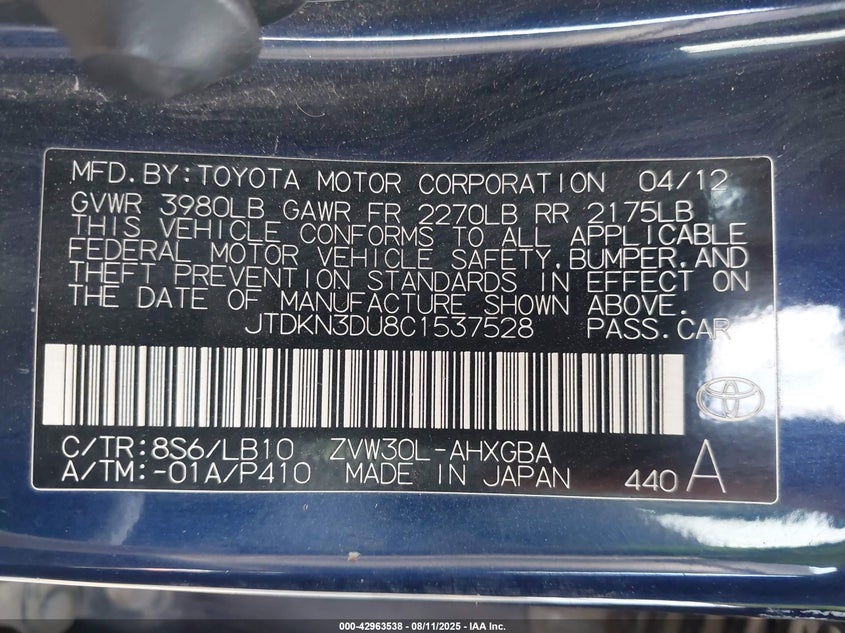 MFD.BY:TOYOTA MOTOR CORPORATION 04/12
GVWR 3980LB GAWR FR 2270LB RR 2175LB
THIS VEHICLE CONFORMS TO ALL APPLICABLE
FEDERAL MOTOR VEHICLE SAFETY,BUMPER,AND
THEFT PREVENTION STANDARDS IN EFFECT ON
THE DATE OF MANUFACTURE SHOWN ABOVE.
JTDKN3DU8C1537528 PASS.CAR
C/TR:8S6/LB10 ZVW30L-AHXGBA
A/TM:-01A/P410 MADE IN JAPAN 440 A
000-42963538 - 08/11/2025 - IAA Inc.